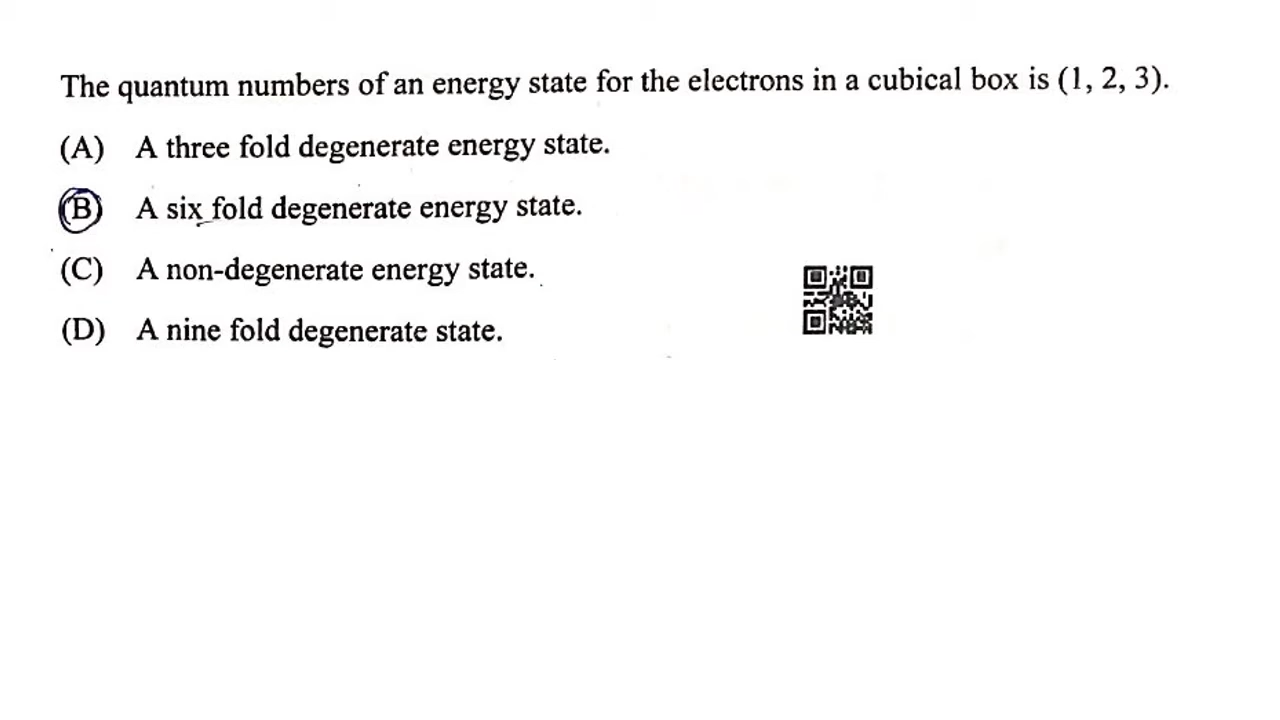 The quantum numbers of an energy state for the electrons in a cubical box is (1, 2, 3).
(A) A three fold degenerate energy state.
(B) A six fold degenerate energy state.
(C) A non-degenerate energy state.
(D) A nine fold degenerate state.